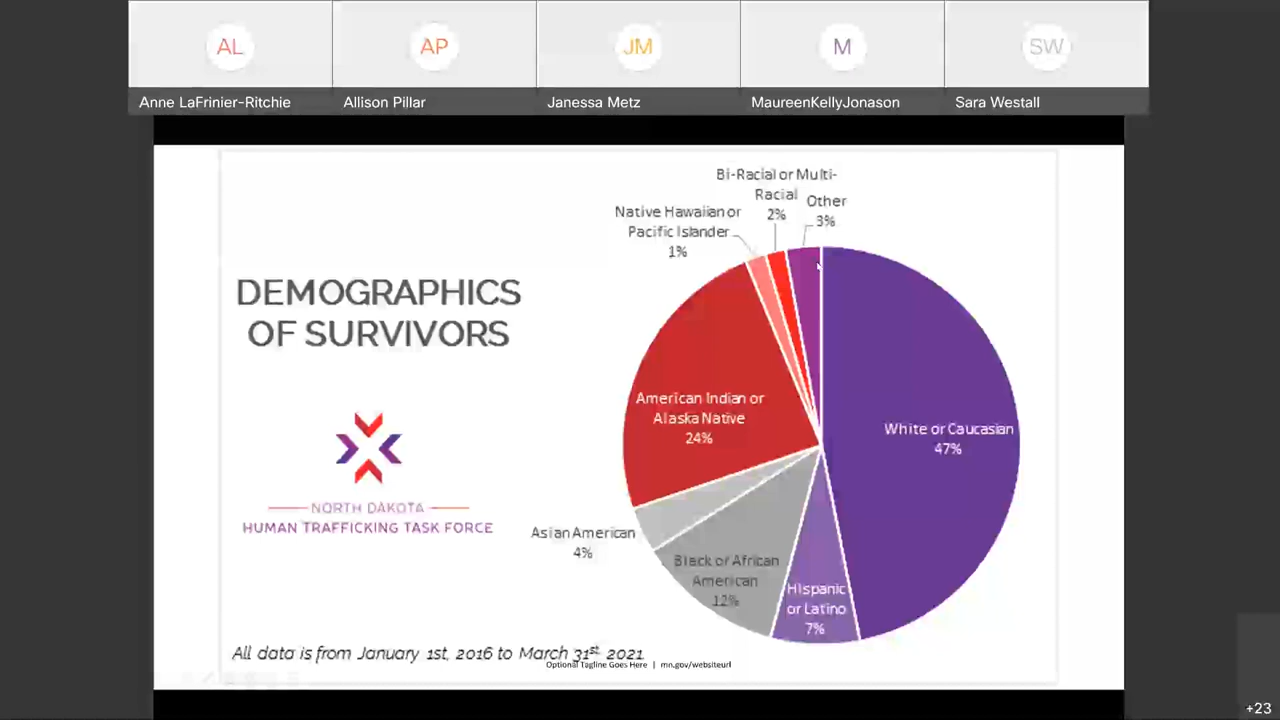 AL
AP
JM
M
SW
Anne LaFrinier-Ritchie
Allison Pillar
Janessa Metz
MaureenKellyJonason
Sara Westall
Bi-Racial or Multi-
Racial
2%
Other
3%
Native Hawaiian or
Pacific Islander
1%
DEMOGRAPHICS
OF SURVIVORS
American Indian or
Alaska Native
24%
White or Caucasian
47%
NORTH DAKOTA
HUMAN TRAFFICKING TASK FORCE
Asian American
4%
Black or African
American
12%
Hispanic
or Latino
7%
All data is from January 1st, 2016 to March 31st, 2021
Optional Tagline Goes Here | mn.gov/websiteurl
+23